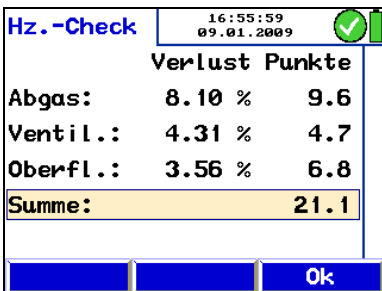 Hz.-Check 16:55:59
09.01.2009
Verlust Punkte
Abgas: 8.10 % 9.6
Ventil.: 4.31 % 4.7
Oberfl.: 3.56 % 6.8
Summe: 21.1
Ok